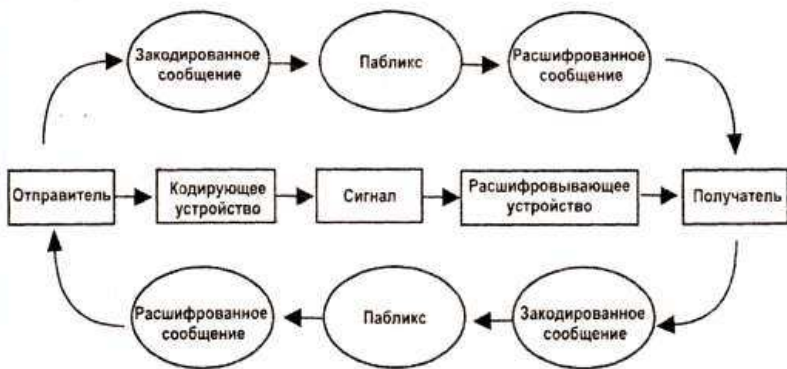 Закодированное
сообщение
Пабликс
Расшифрованное
сообщение
Отправитель
Кодирующее
устройство
Сигнал
Расшифровывающее
устройство
Получатель
Расшифрованное
сообщение
Пабликс
Закодированное
сообщение